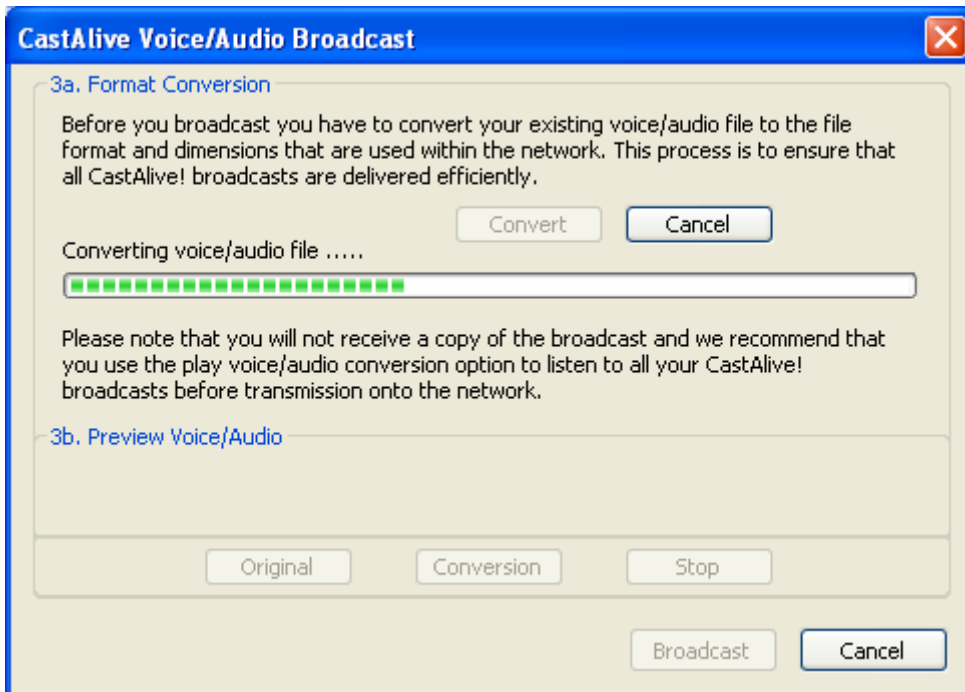 CastAlive Voice/Audio Broadcast
3a. Format Conversion
Before you broadcast you have to convert your existing voice/audio file to the file
format and dimensions that are used within the network. This process is to ensure that
all CastAlive! broadcasts are delivered efficiently.
Convert Cancel
Converting voice/audio file .....
Please note that you will not receive a copy of the broadcast and we recommend that
you use the play voice/audio conversion option to listen to all your CastAlive!
broadcasts before transmission onto the network.
3b. Preview Voice/Audio
Original Conversion Stop
Broadcast Cancel